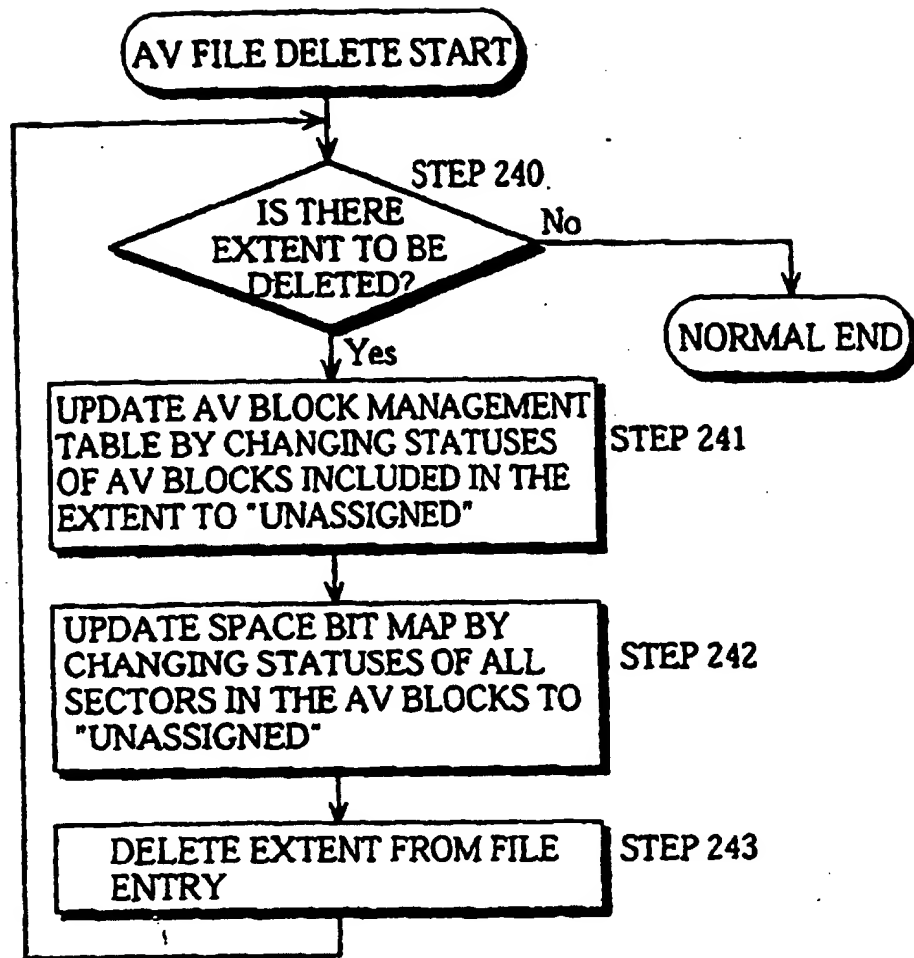 AV FILE DELETE START
STEP 240.
IS THERE
EXTENT TO BE
DELETED?
No
NORMAL END
Yes
UPDATE AV BLOCK MANAGEMENT
TABLE BY CHANGING STATUSES
OF AV BLOCKS INCLUDED IN THE
EXTENT TO "UNASSIGNED"
STEP 241
UPDATE SPACE BIT MAP BY
CHANGING STATUSES OF ALL
SECTORS IN THE AV BLOCKS TO
"UNASSIGNED"
STEP 242
DELETE EXTENT FROM FILE
ENTRY
STEP 243